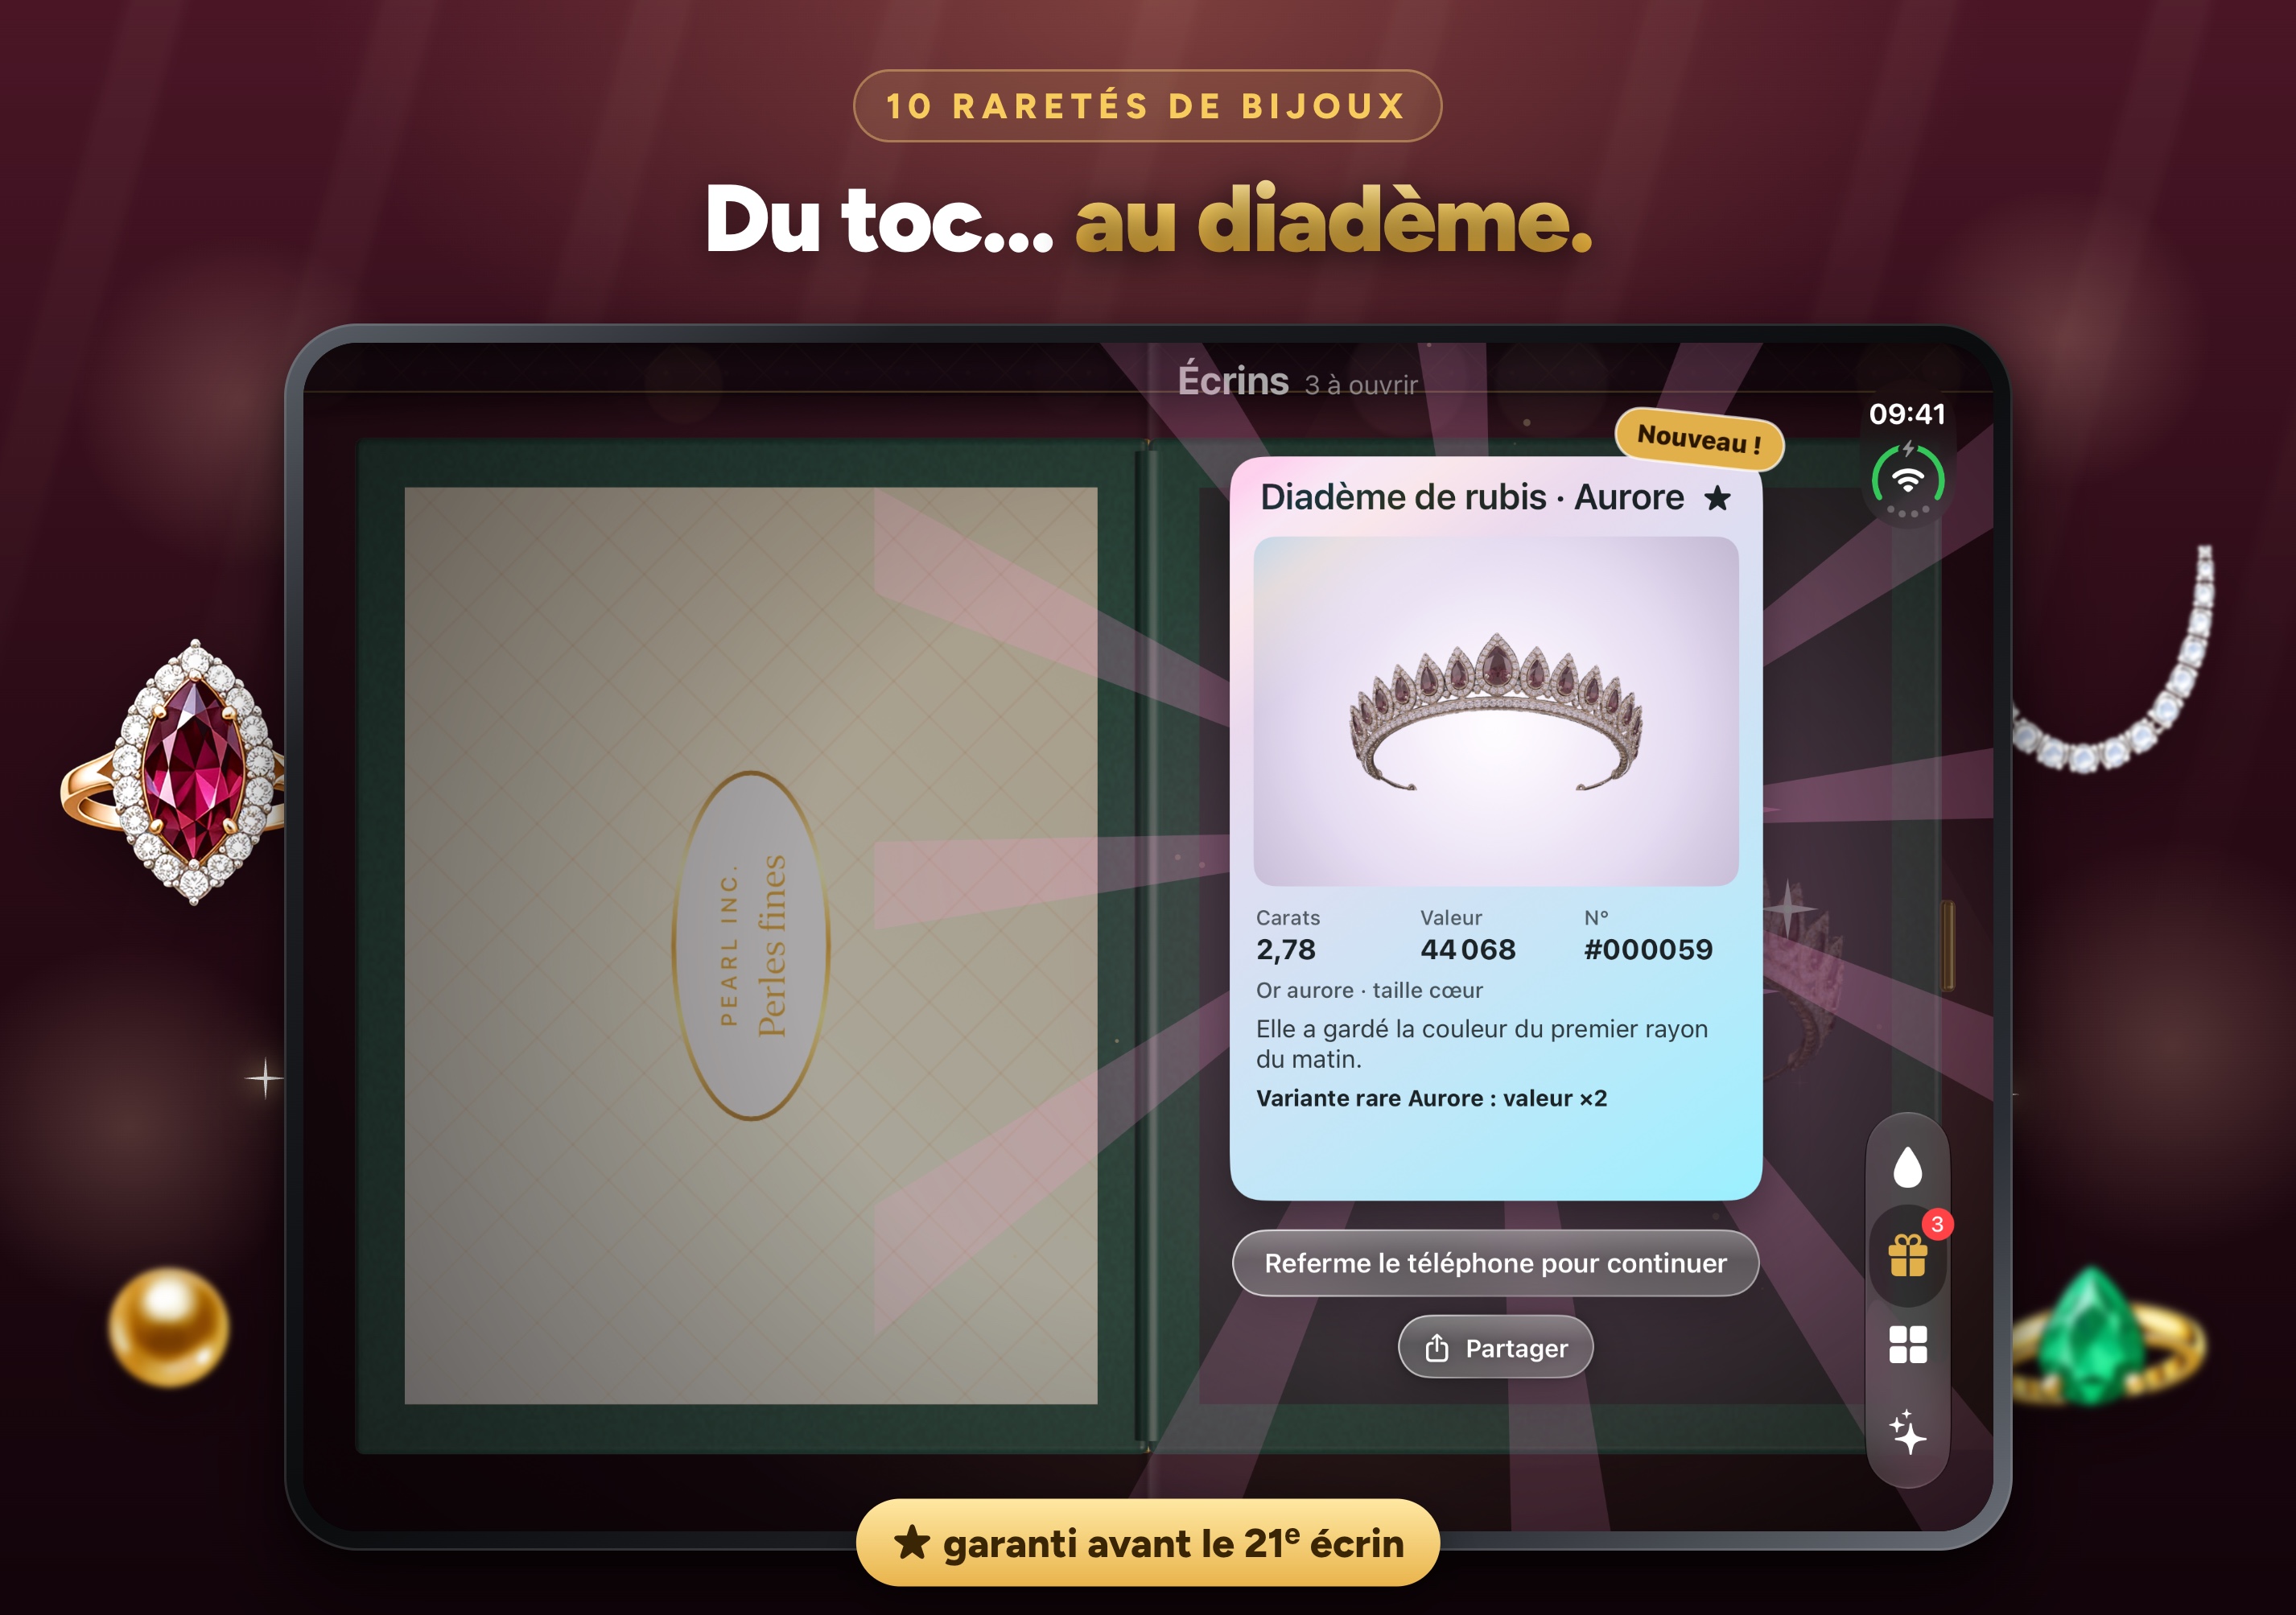 10 RARETÉS DE BIJOUX
Du toc... au diadème.
Écrins 3 à ouvrir
09:41
Nouveau !
Diadème de rubis · Aurore ★
PEARL INC.
Perles fines
Carats Valeur N°
2,78 44 068 #000059
Or aurore · taille cœur
Elle a gardé la couleur du premier rayon
du matin.
Variante rare Aurore : valeur ×2
3
Referme le téléphone pour continuer
Partager
★ garanti avant le 21e écrin